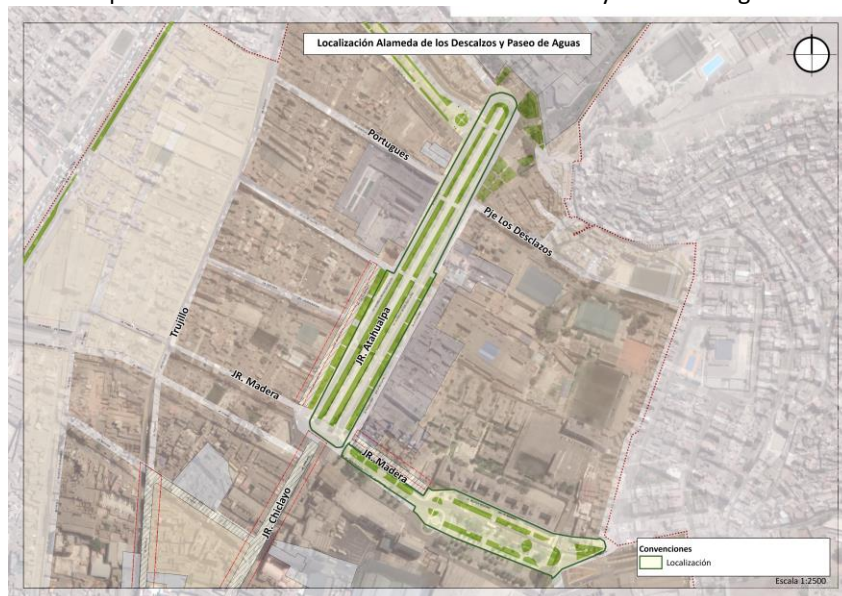 Localización Alameda de los Descalzos y Paseo de Aguas
Portugues
Pje Los Desclazos
Trujillo
JR. Atahualpa
JR. Madera
JR. Madera
JR. Chiclayo
Convenciones
Localización
Escala 1:2500